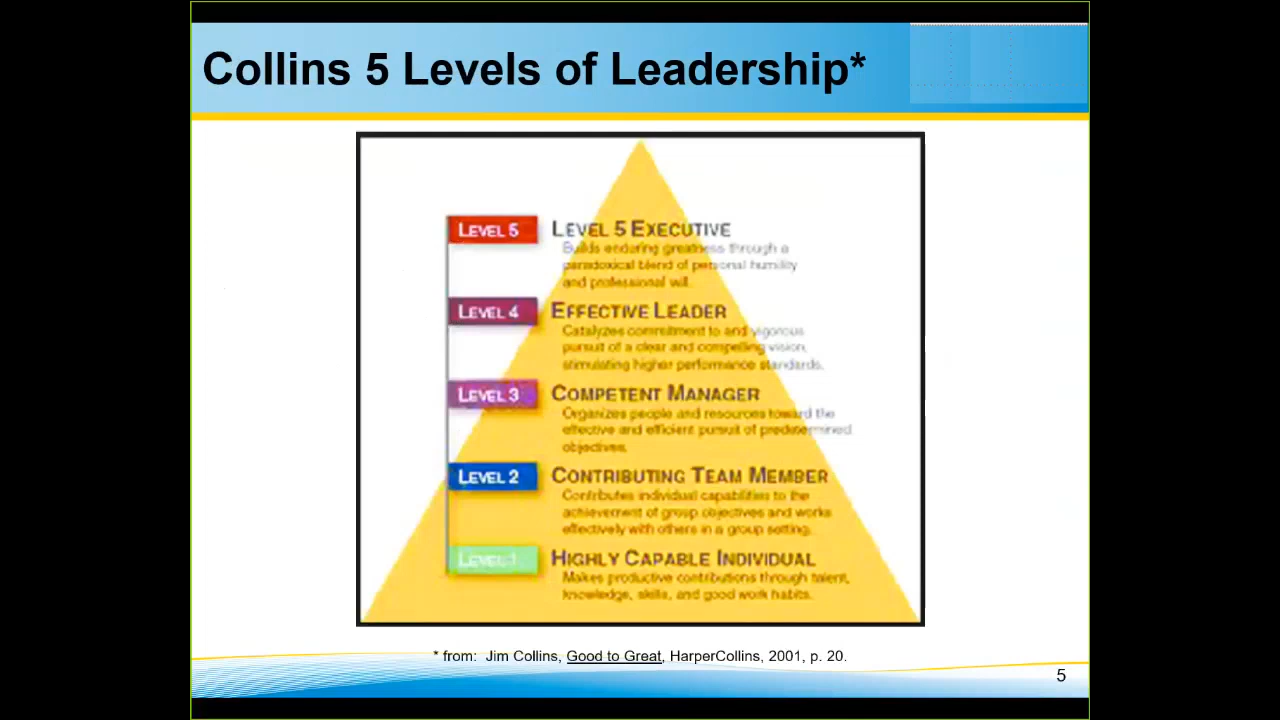 Collins 5 Levels of Leadership*
LEVEL 5 LEVEL 5 EXECUTIVE
Builds enduring greatness through a
paradoxical blend of personal humility
and professional will.
LEVEL 4 EFFECTIVE LEADER
Catalyzes commitment to and vigorous
pursuit of a clear and compelling vision,
stimulating higher performance standards.
LEVEL 3 COMPETENT MANAGER
Organizes people and resources toward the
effective and efficient pursuit of predetermined
objectives.
LEVEL 2 CONTRIBUTING TEAM MEMBER
Contributes individual capabilities to the
achievement of group objectives and works
effectively with others in a group setting.
LEVEL 1 HIGHLY CAPABLE INDIVIDUAL
Makes productive contributions through talent,
knowledge, skills, and good work habits.
* from: Jim Collins, Good to Great, HarperCollins, 2001, p. 20.
5